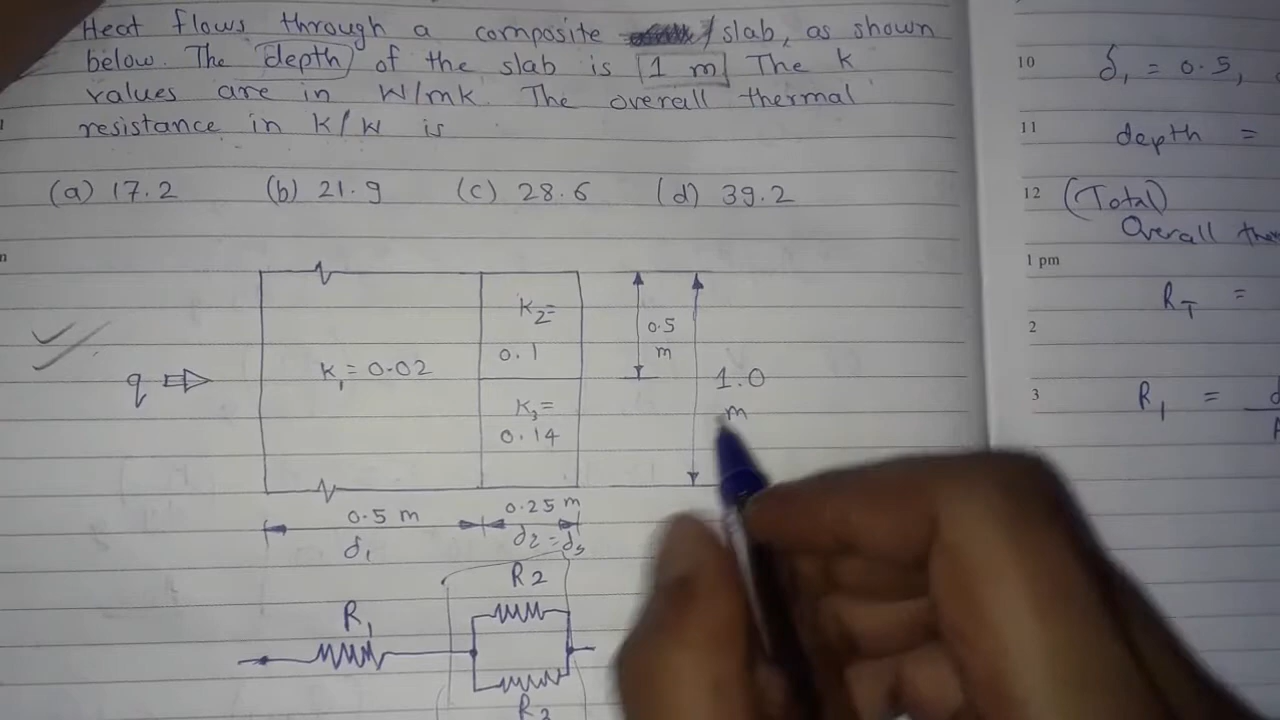 Heat flows through a composite slab, as shown
below. The depth of the slab is 1 m The k
values are in W/mk. The overall thermal
resistance in K/W is
(a) 17.2 (b) 21.9 (c) 28.6 (d) 39.2
q
K₁ = 0.02
K₂=
0.1
K₃=
0.14
0.5
m
1.0
m
0.5 m
δ₁
0.25 m
δ₂ = δ₃
R₁
R2
R3
10
δ₁ = 0.5,
11
depth =
12
(Total)
Overall
1 pm
R_T =
2
3
R₁ =